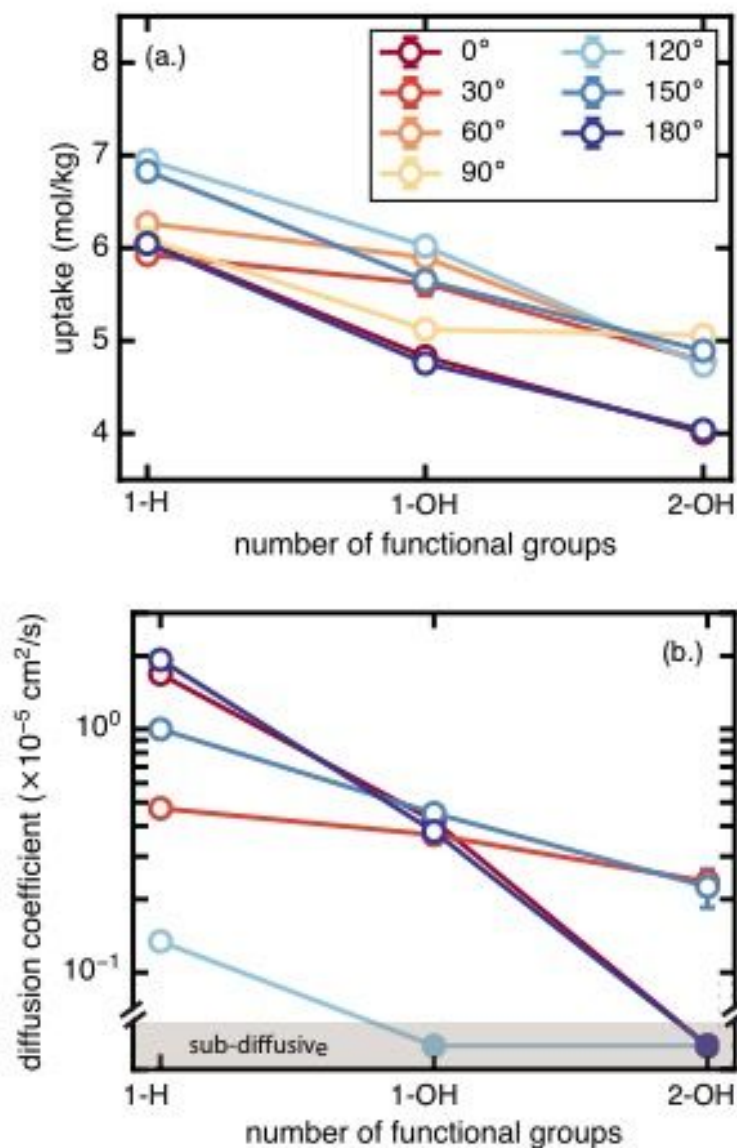 (a.)
0°
30°
60°
90°
120°
150°
180°
8
7
6
5
4
uptake (mol/kg)
1-H
1-OH
2-OH
number of functional groups
(b.)
10⁰
10⁻¹
diffusion coefficient (×10⁻⁵ cm²/s)
sub-diffusive
1-H
1-OH
2-OH
number of functional groups